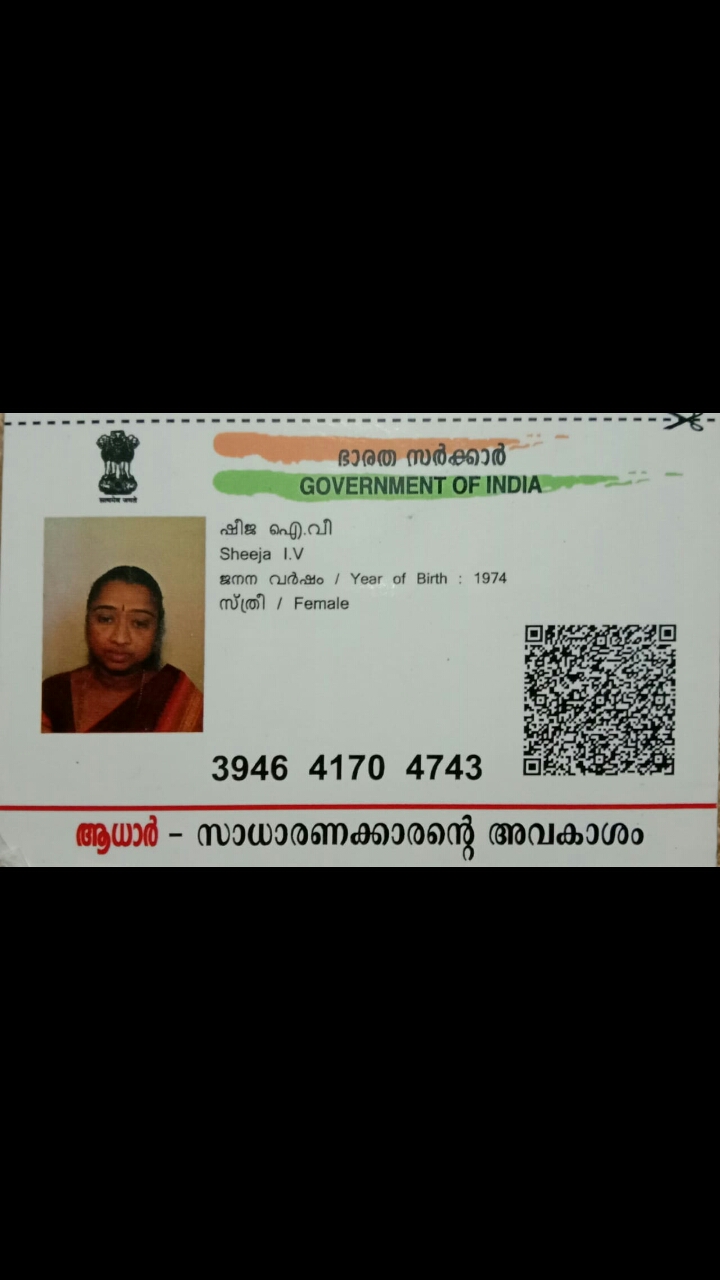 ഭാരത സർക്കാർ
GOVERNMENT OF INDIA
ഷീജ ഐ.വി
Sheeja I.V
ജനന വർഷം / Year of Birth : 1974
സ്ത്രീ / Female
3946 4170 4743
ആധാർ - സാധാരണക്കാരന്റെ അവകാശം